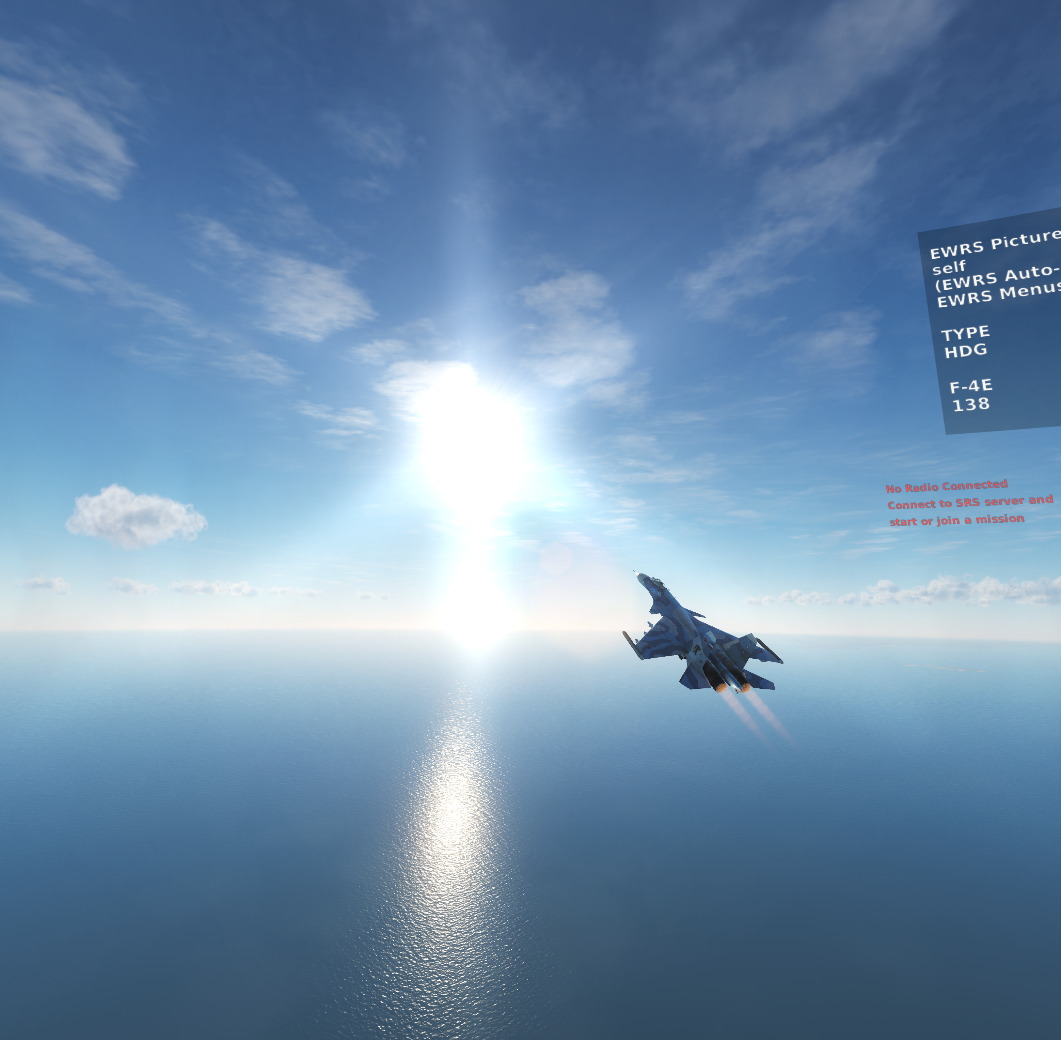 EWRS Picture
self
(EWRS Auto-
EWRS Menus
TYPE
HDG
F-4E
138
No Radio Connected
Connect to SRS server and
start or join a mission